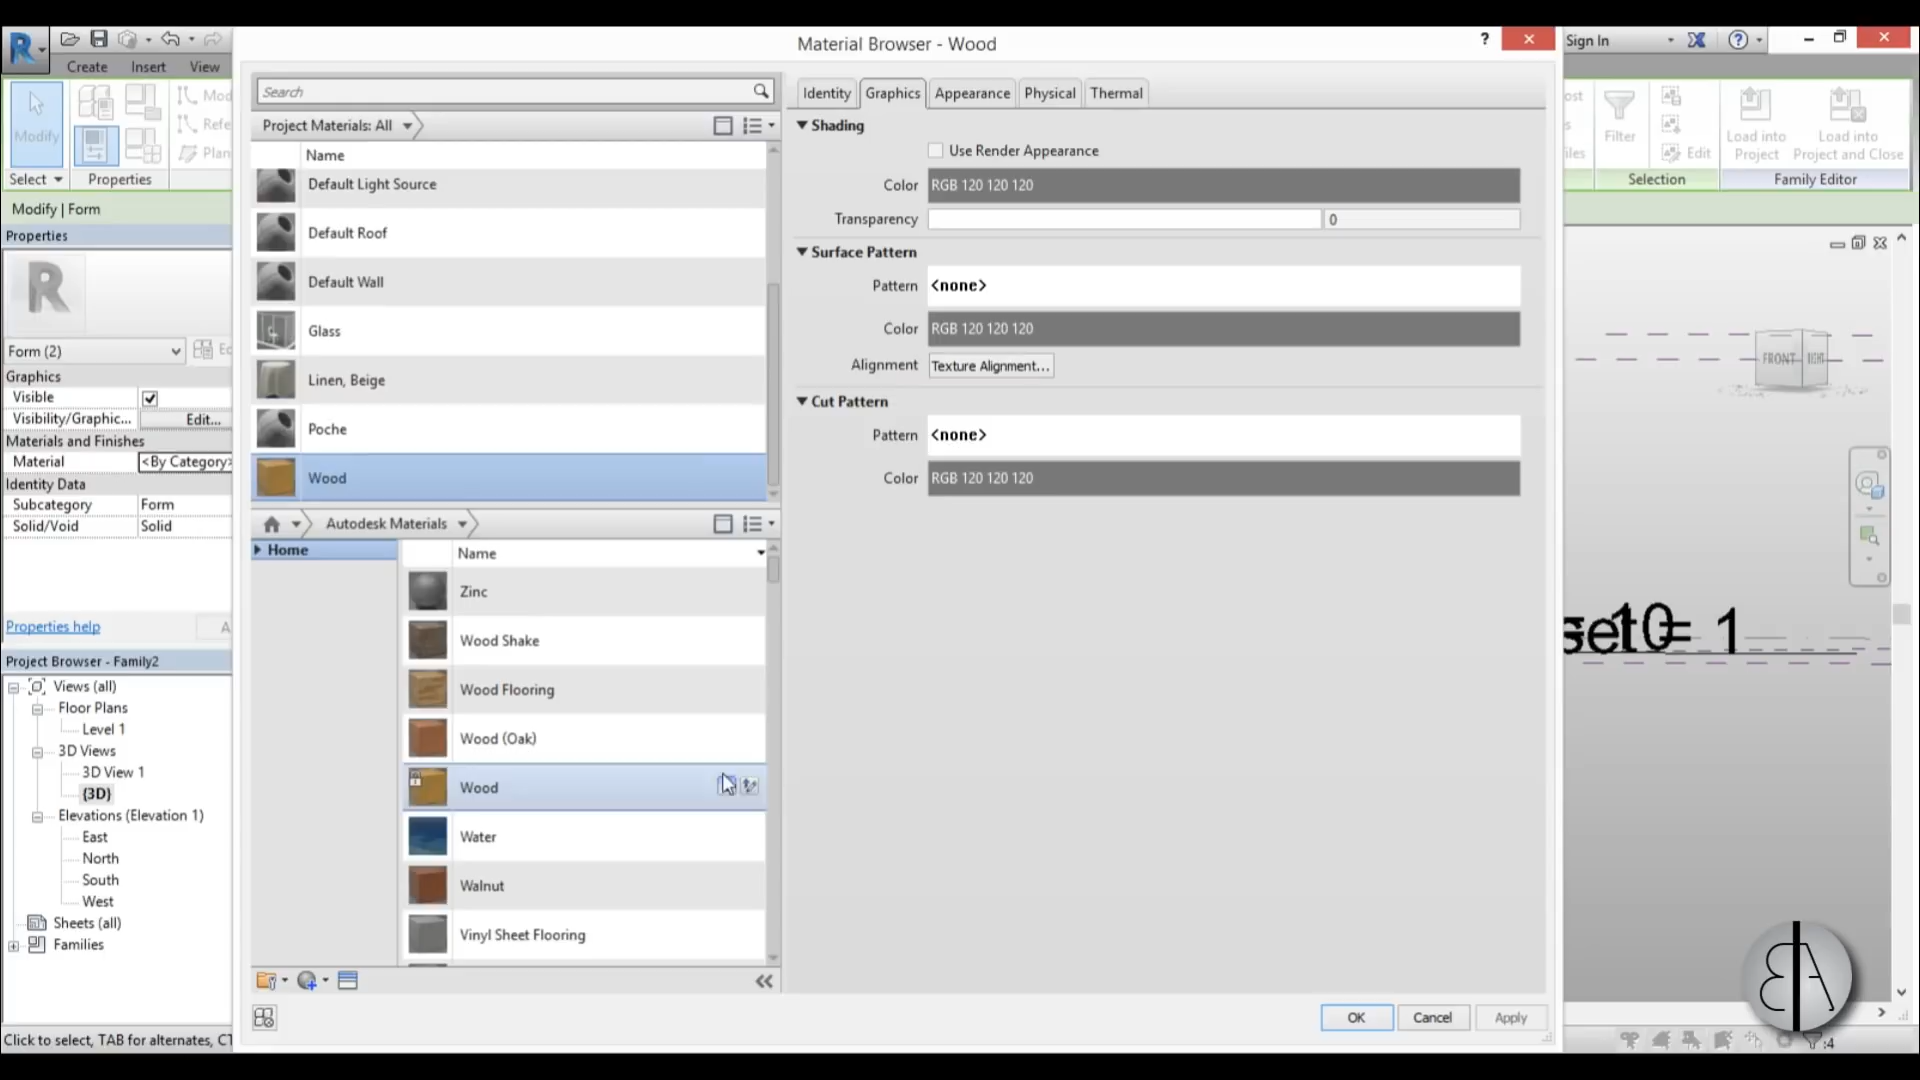 Material Browser - Wood
?
Sign In
Create
Insert
View
Search
Identity
Graphics
Appearance
Physical
Thermal
Modify
Project Materials: All
Shading
Name
Use Render Appearance
Filter
Load into
Project
Load into
Project and Close
Edit
Select
Properties
Default Light Source
Color
RGB 120 120 120
Selection
Family Editor
Modify | Form
Transparency
0
Properties
Default Roof
Surface Pattern
Default Wall
Pattern
<none>
R
Glass
Color
RGB 120 120 120
Form (2)
FRONT
Graphics
Linen, Beige
Alignment
Texture Alignment...
Visible
Visibility/Graphic...
Edit...
Cut Pattern
Materials and Finishes
Poche
Pattern
<none>
Material
<By Category>
Identity Data
Wood
Color
RGB 120 120 120
Subcategory
Form
Solid/Void
Solid
Autodesk Materials
Home
Name
Zinc
Properties help
Wood Shake
Project Browser - Family2
Views (all)
Wood Flooring
Floor Plans
Level 1
Wood (Oak)
3D Views
3D View 1
Wood
{3D}
Elevations (Elevation 1)
East
Water
North
South
Walnut
West
Sheets (all)
Vinyl Sheet Flooring
Families
OK
Cancel
Apply
Click to select, TAB for alternates, CT
:4